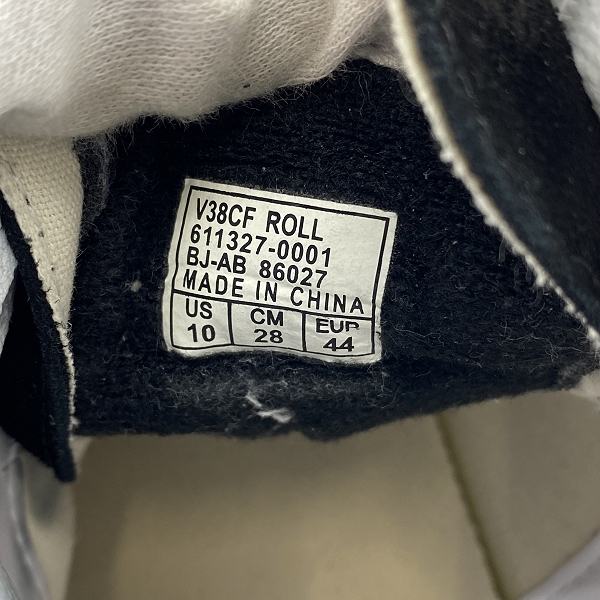 V38CF ROLL
611327-0001
BJ-AB 86027
MADE IN CHINA
US CM EUR
10 28 44